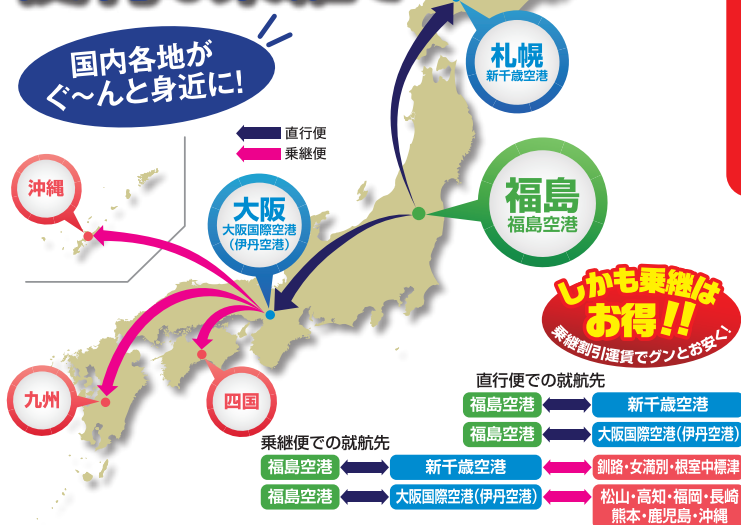 国内各地が
ぐ〜んと身近に!
札幌
新千歳空港
直行便
乗継便
沖縄
大阪
大阪国際空港
(伊丹空港)
福島
福島空港
しかも乗継は
お得!!
乗継割引運賃でグンとお安く!
九州
四国
直行便での就航先
福島空港 新千歳空港
福島空港 大阪国際空港(伊丹空港)
乗継便での就航先
福島空港 新千歳空港 釧路・女満別・根室中標津
福島空港 大阪国際空港(伊丹空港) 松山・高知・福岡・長崎
熊本・鹿児島・沖縄